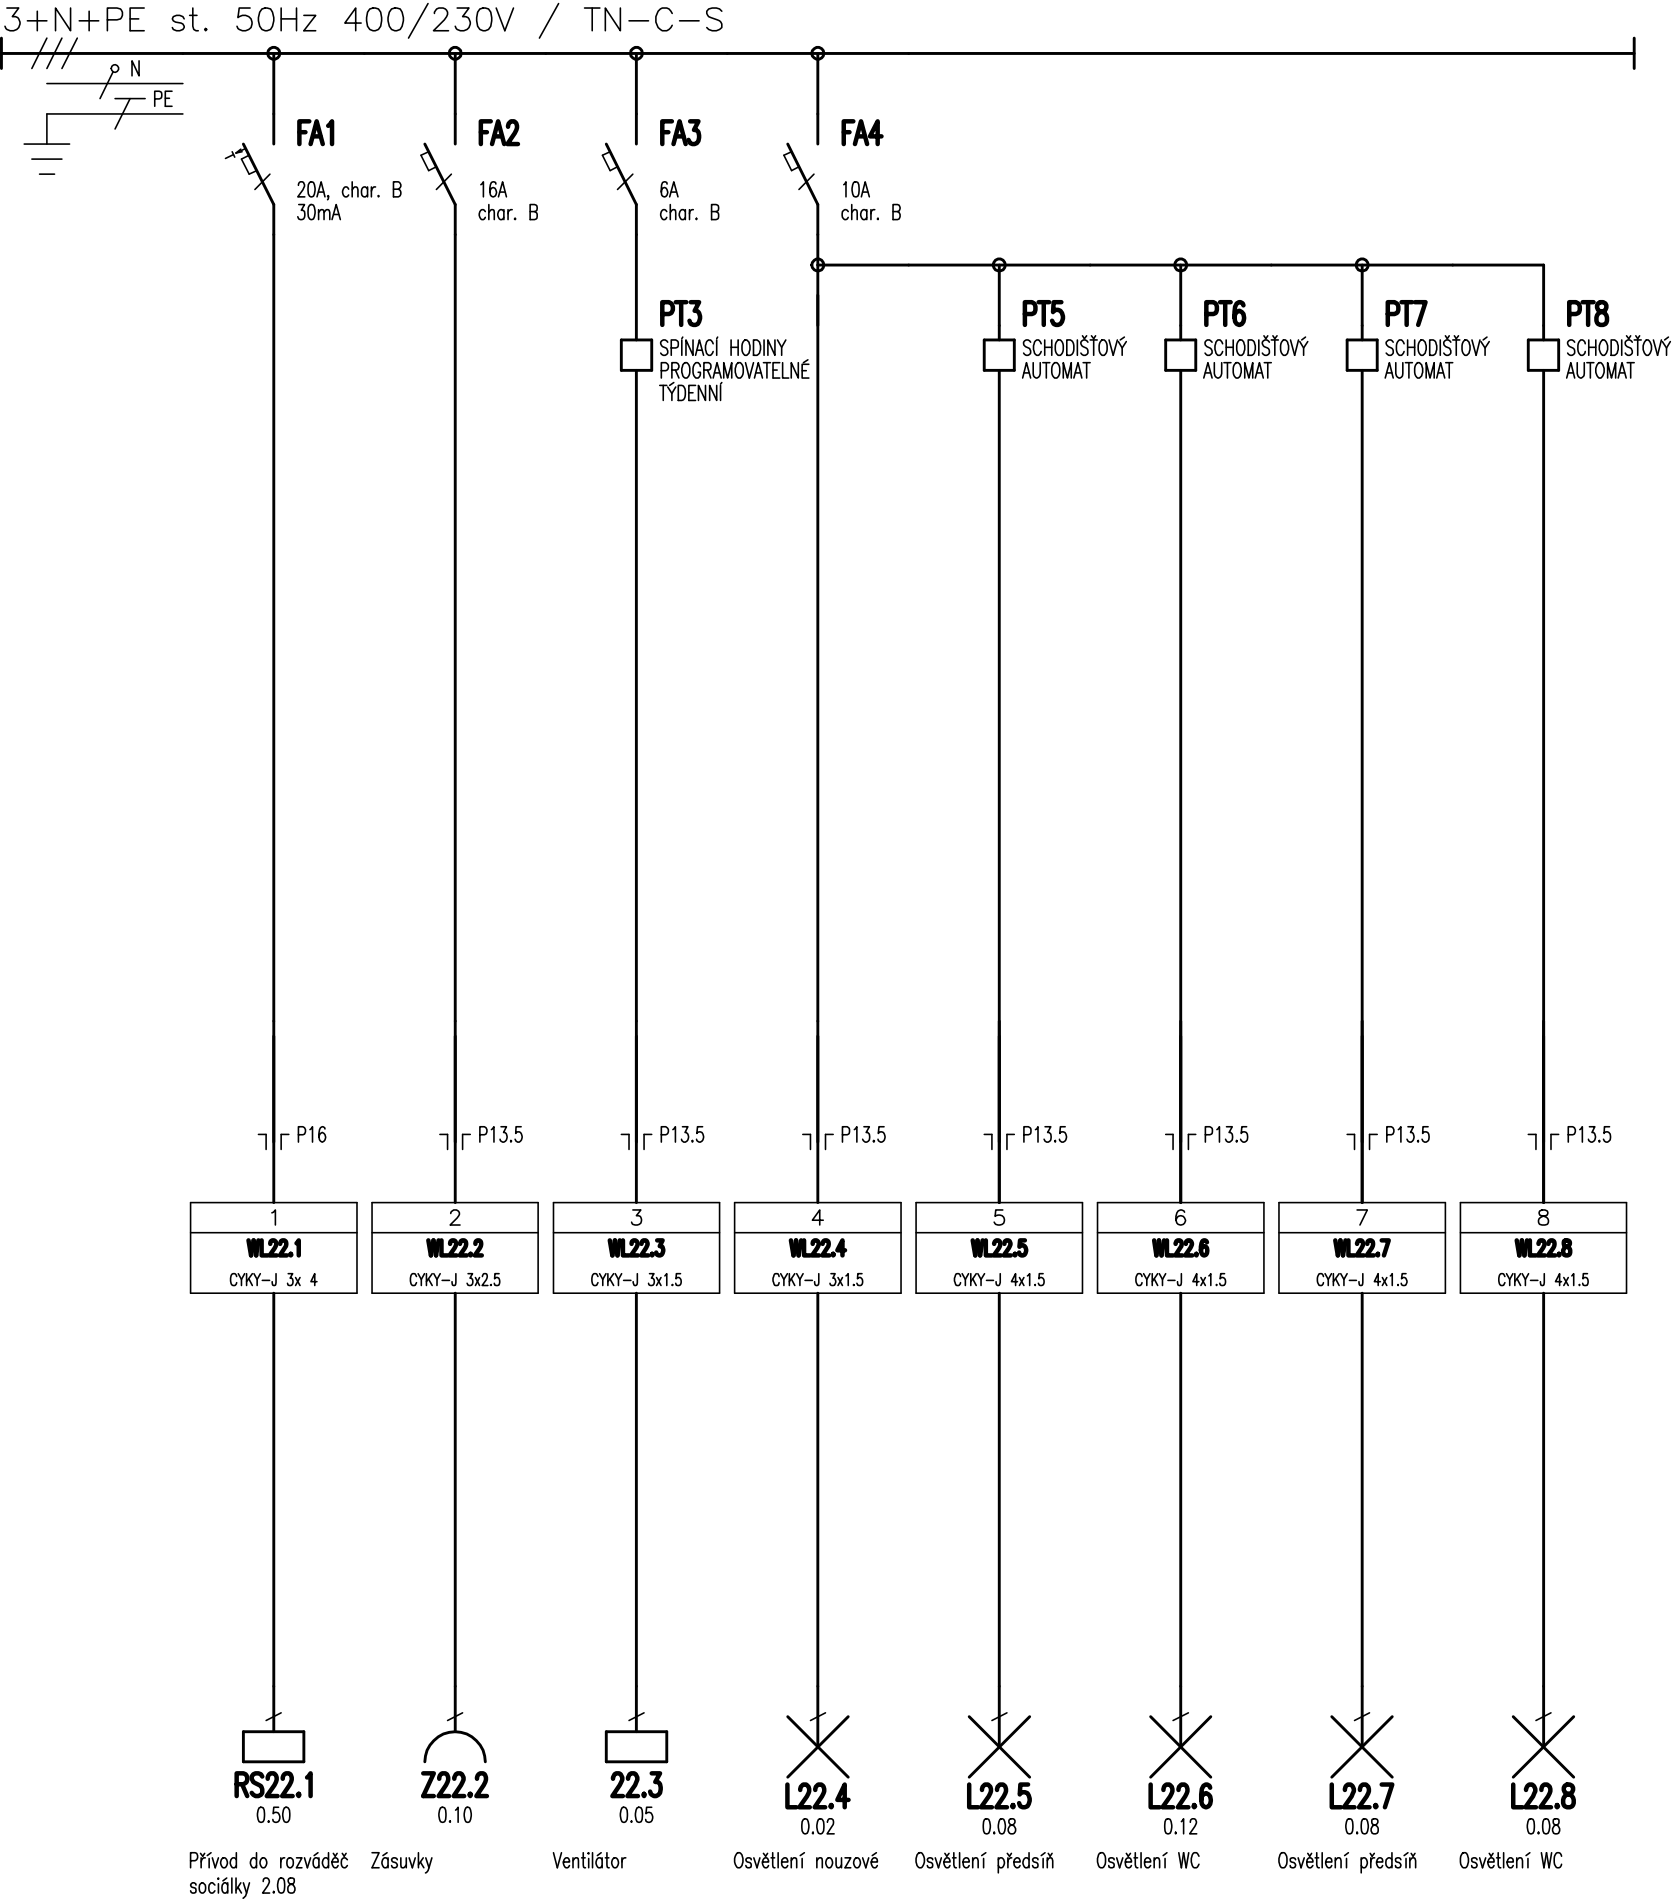 3+N+PE st. 50Hz 400/230V / TN-C-S
N
PE
FA1
20A, char. B
30mA
FA2
16A
char. B
FA3
6A
char. B
FA4
10A
char. B
PT3
SPÍNACÍ HODINY
PROGRAMOVATELNÉ
TÝDENNÍ
PT5
SCHODIŠŤOVÝ
AUTOMAT
PT6
SCHODIŠŤOVÝ
AUTOMAT
PT7
SCHODIŠŤOVÝ
AUTOMAT
PT8
SCHODIŠŤOVÝ
AUTOMAT
P16
P13.5
P13.5
P13.5
P13.5
P13.5
P13.5
P13.5
1
WL22.1
CYKY-J 3x 4
2
WL22.2
CYKY-J 3x2.5
3
WL22.3
CYKY-J 3x1.5
4
WL22.4
CYKY-J 3x1.5
5
WL22.5
CYKY-J 4x1.5
6
WL22.6
CYKY-J 4x1.5
7
WL22.7
CYKY-J 4x1.5
8
WL22.8
CYKY-J 4x1.5
RS22.1
0.50
Přívod do rozváděč
sociálky 2.08
Z22.2
0.10
Zásuvky
22.3
0.05
Ventilátor
L22.4
0.02
Osvětlení nouzové
L22.5
0.08
Osvětlení předsíň
L22.6
0.12
Osvětlení WC
L22.7
0.08
Osvětlení předsíň
L22.8
0.08
Osvětlení WC